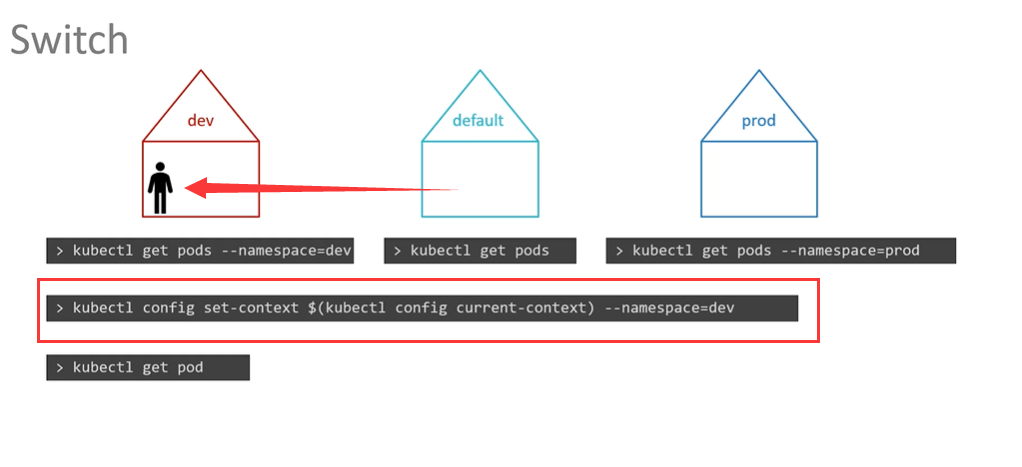 Switch
dev
default
prod
> kubectl get pods --namespace=dev
> kubectl get pods
> kubectl get pods --namespace=prod
> kubectl config set-context $(kubectl config current-context) --namespace=dev
> kubectl get pod